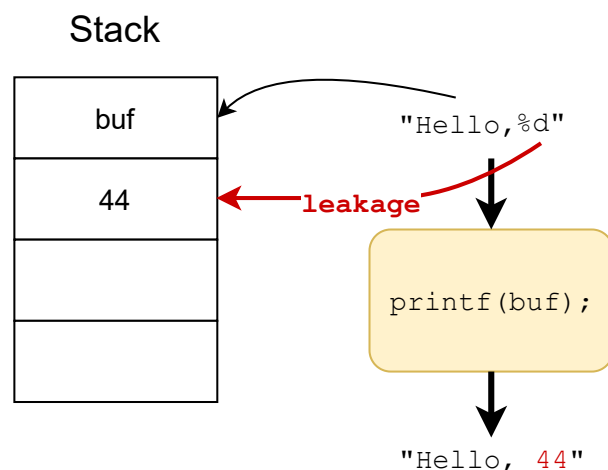 Stack
buf
"Hello,%d"
44
leakage
printf(buf);
"Hello, 44"